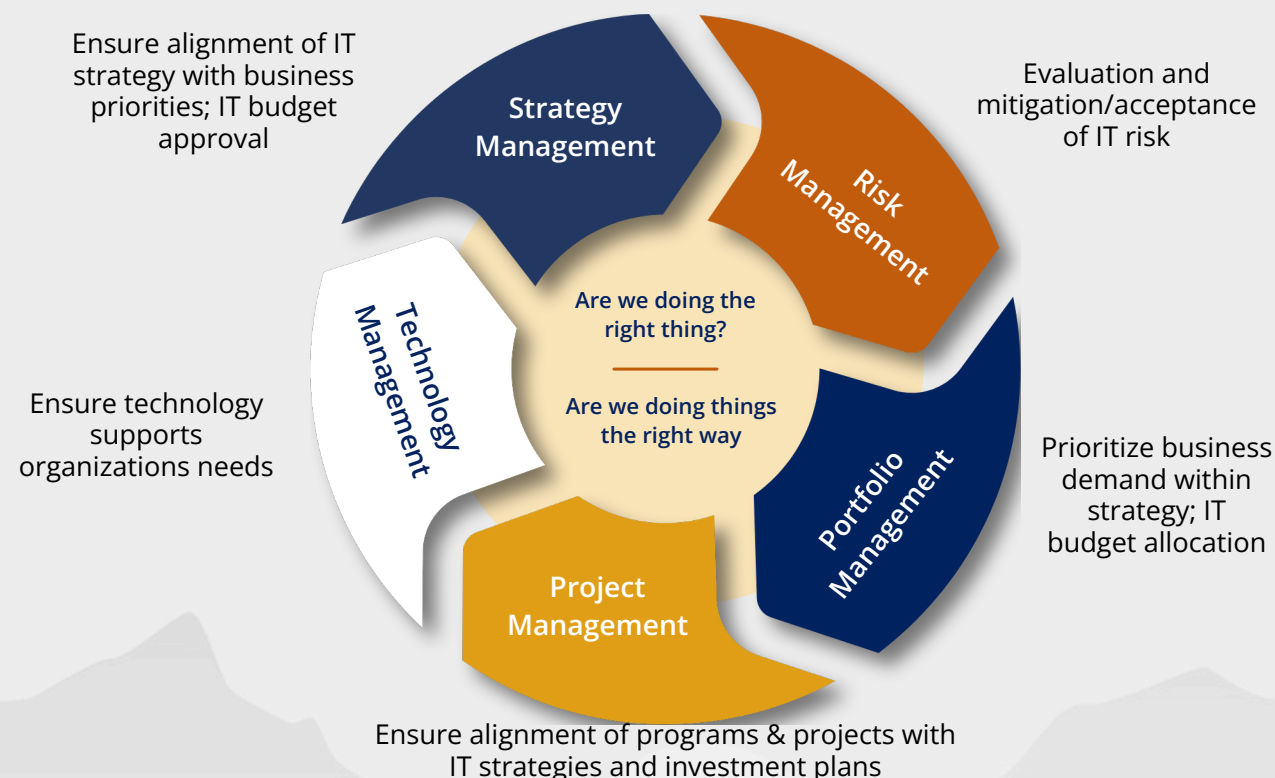 Ensure alignment of IT
strategy with business
priorities; IT budget
approval
Strategy
Management
Evaluation and
mitigation/acceptance
of IT risk
Risk
Management
Are we doing the
right thing?
Are we doing things
the right way
Technology
Management
Ensure technology
supports
organizations needs
Portfolio
Management
Prioritize business
demand within
strategy; IT
budget allocation
Project
Management
Ensure alignment of programs & projects with
IT strategies and investment plans